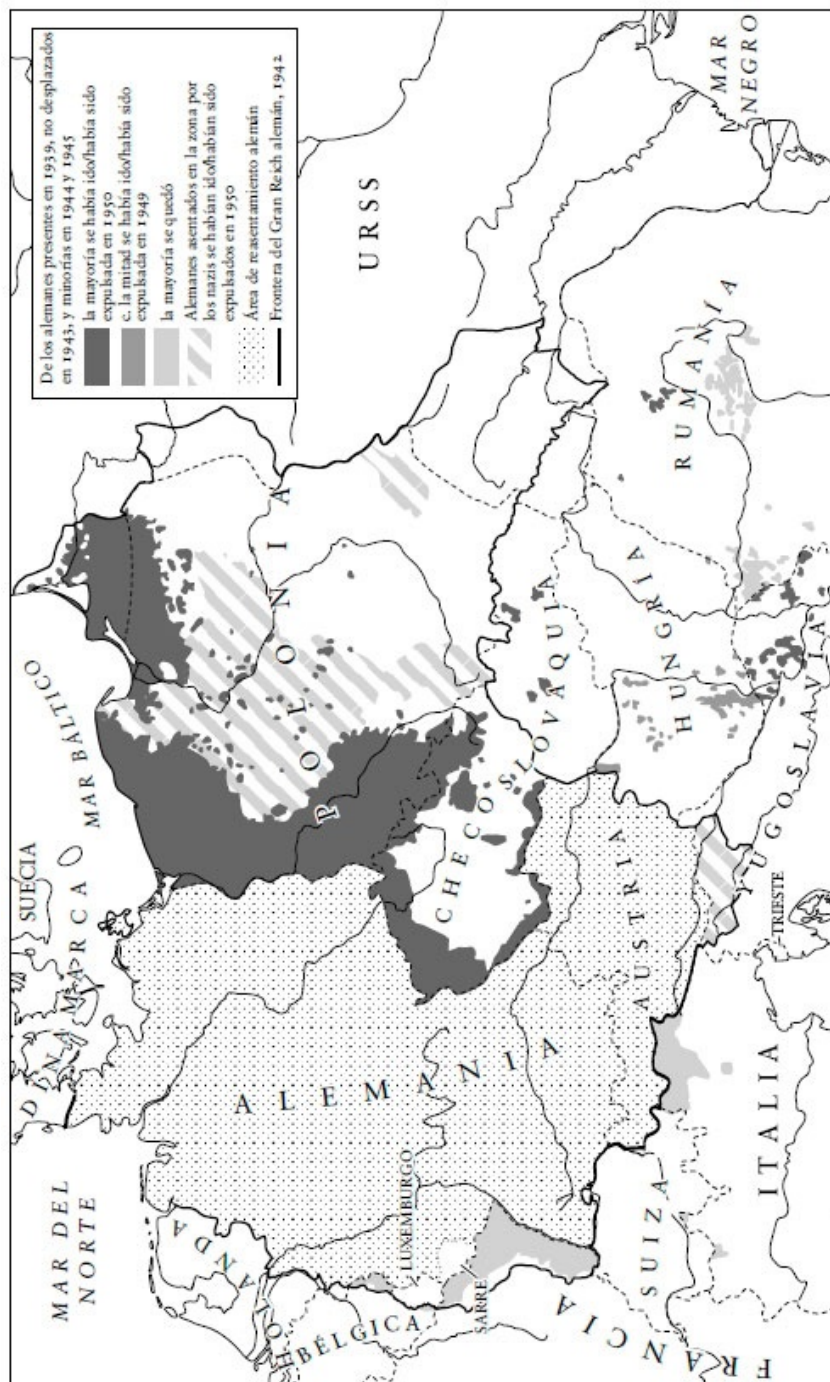 De los alemanes presentes en 1939, no desplazados
en 1943, y minorías en 1944 y 1945
la mayoría se había ido/había sido
expulsada en 1950
c. la mitad se había ido/había sido
expulsada en 1949
la mayoría se quedó
Alemanes asentados en la zona por
los nazis se habían ido/habían sido
expulsados en 1950
Área de reasentamiento alemán
Frontera del Gran Reich alemán, 1942
MAR DEL
NORTE
DINAMARCA
SUECIA
MAR BÁLTICO
URSS
HOLANDA
BÉLGICA
LUXEMBURGO
SARRE
FRANCIA
ALEMANIA
POLONIA
CHECOSLOVAQUIA
AUSTRIA
SUIZA
ITALIA
TRIESTE
YUGOSLAVIA
HUNGRÍA
RUMANÍA
MAR
NEGRO